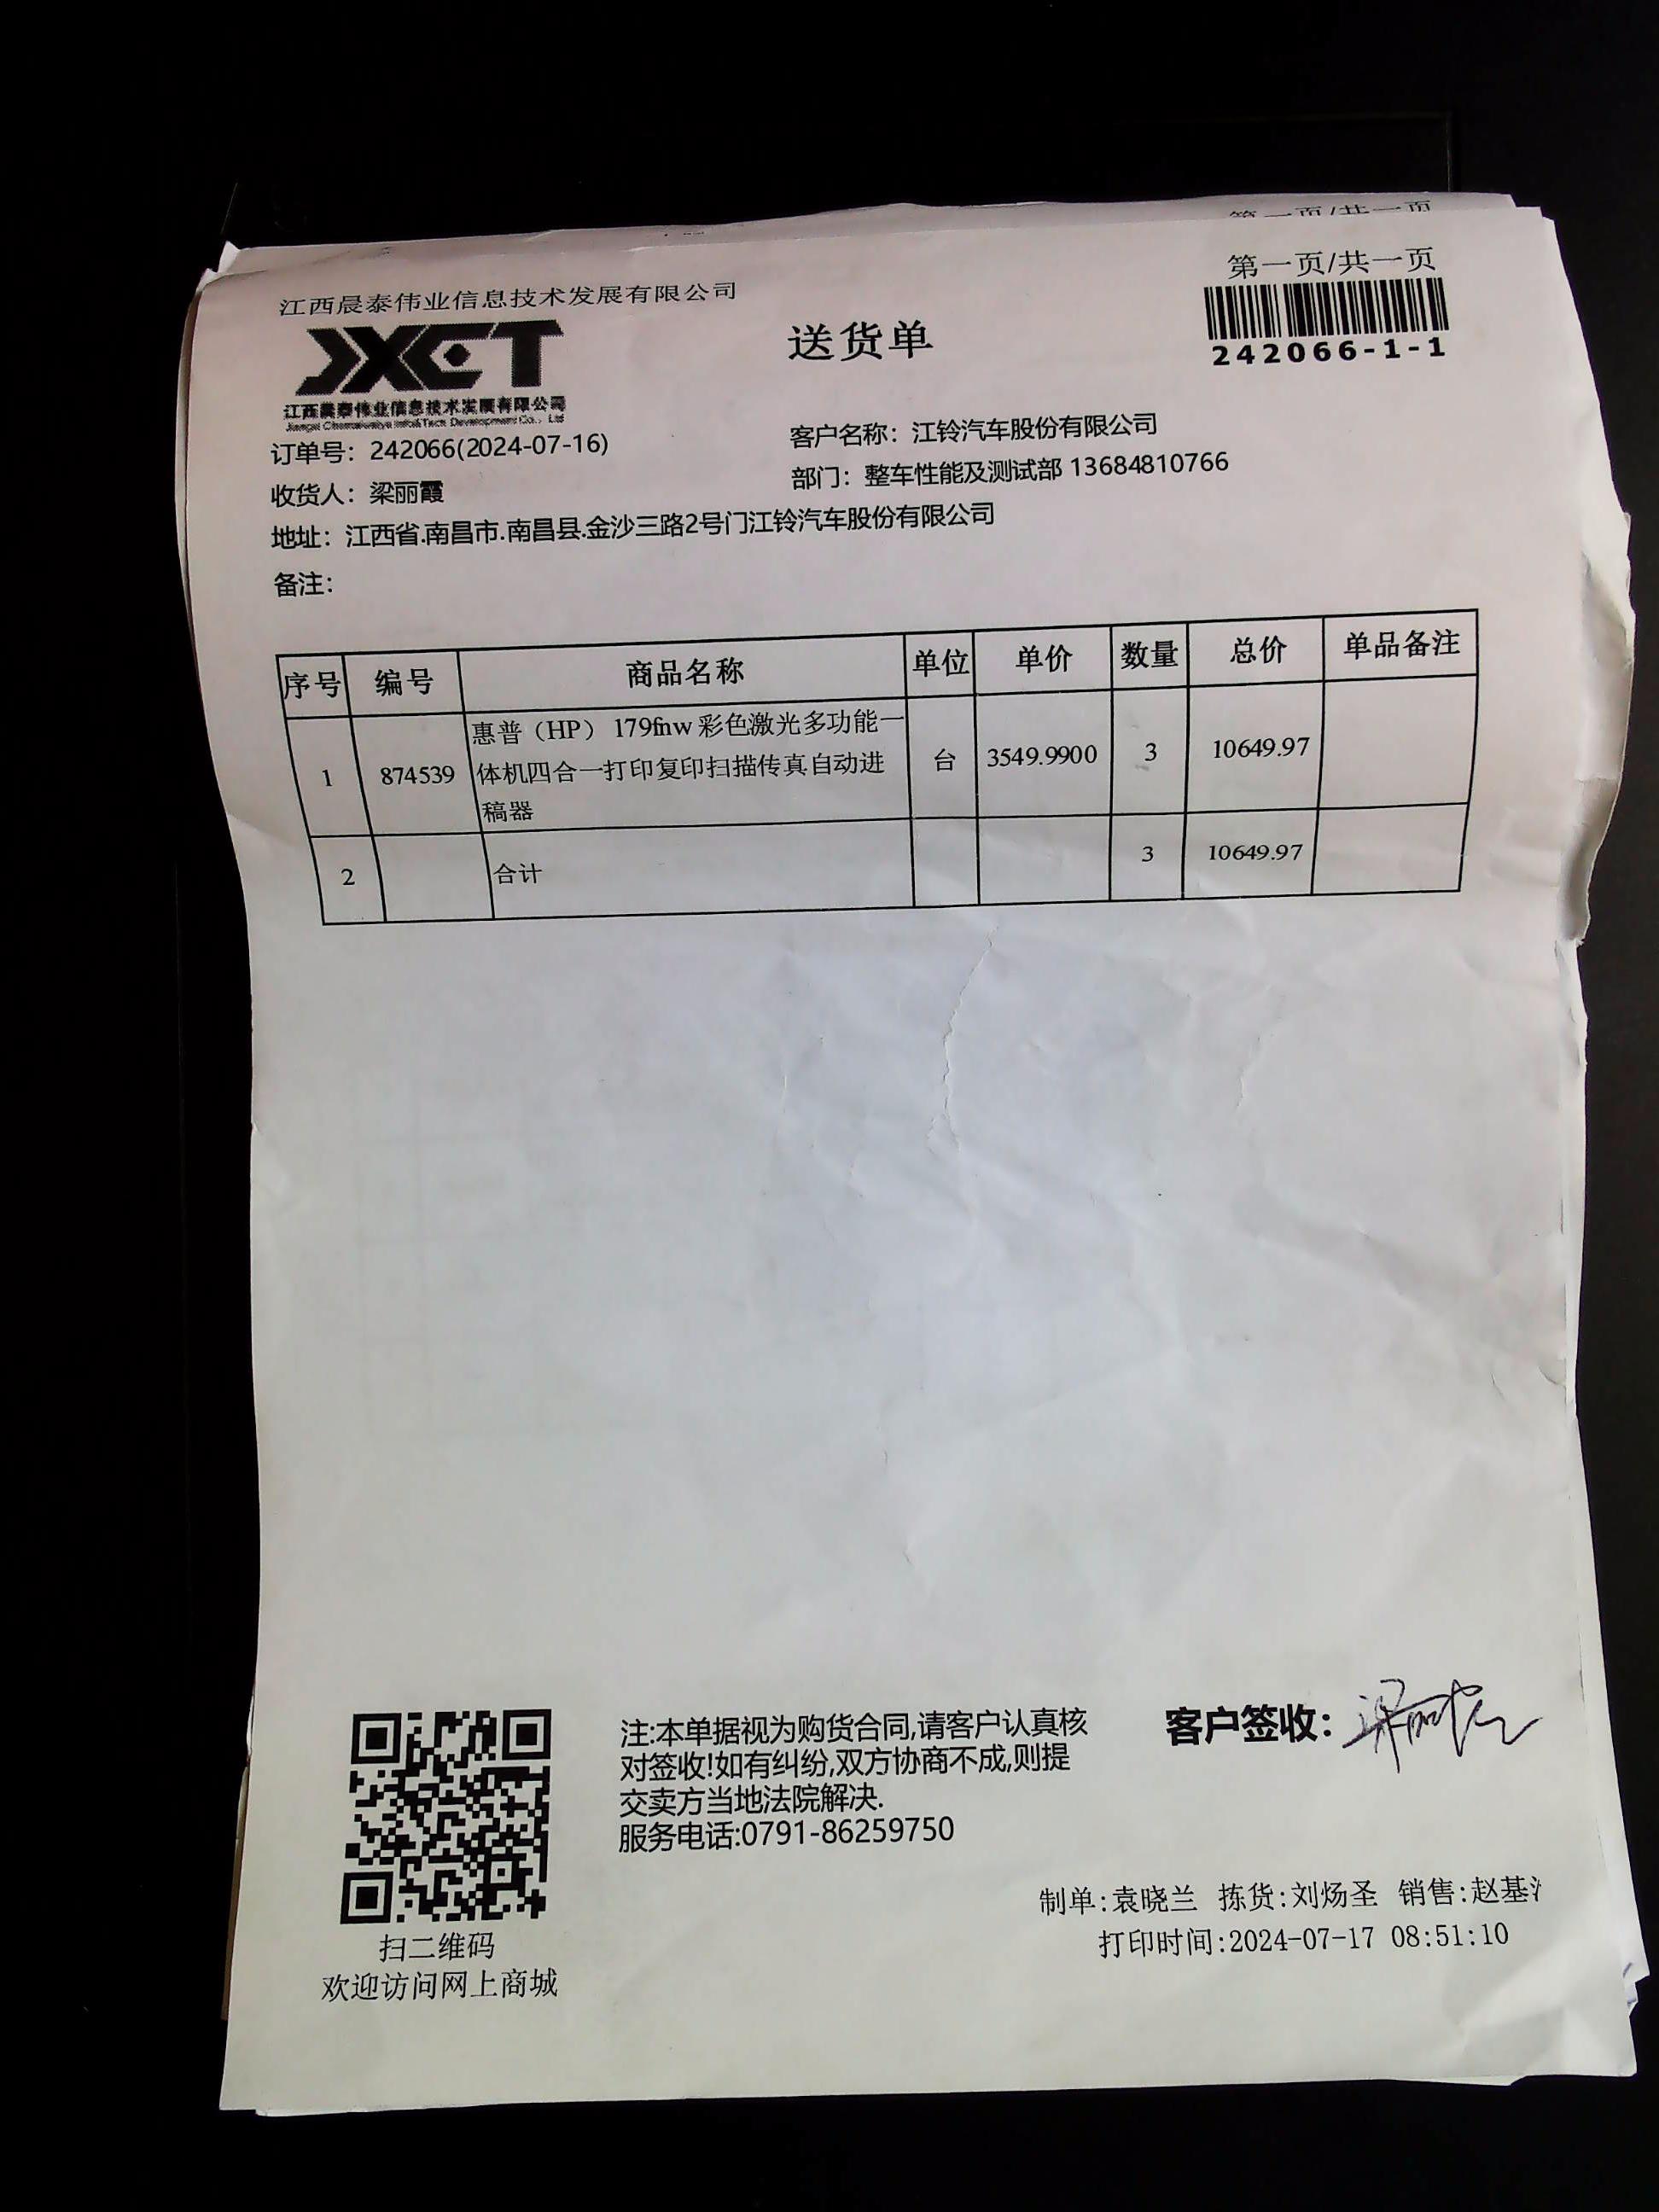 第一页/共一页
第一页/共一页
江西晨泰伟业信息技术发展有限公司
送货单
JXCT
江西晨泰伟业信息技术发展有限公司
242066-1-1
订单号：242066(2024-07-16)
客户名称：江铃汽车股份有限公司
收货人：梁丽霞
部门：整车性能及测试部 13684810766
地址：江西省.南昌市.南昌县.金沙三路2号门江铃汽车股份有限公司
备注：
序号 编号 商品名称 单位 单价 数量 总价 单品备注
1 874539 惠普（HP） 179fnw 彩色激光多功能一
体机四合一打印复印扫描传真自动进
稿器 台 3549.9900 3 10649.97
2 合计 3 10649.97
注:本单据视为购货合同,请客户认真核
对签收!如有纠纷,双方协商不成,则提
交卖方当地法院解决.
服务电话:0791-86259750
客户签收：梁丽霞
扫二维码
欢迎访问网上商城
制单:袁晓兰 拣货:刘炀圣 销售:赵基
打印时间:2024-07-17 08:51:10